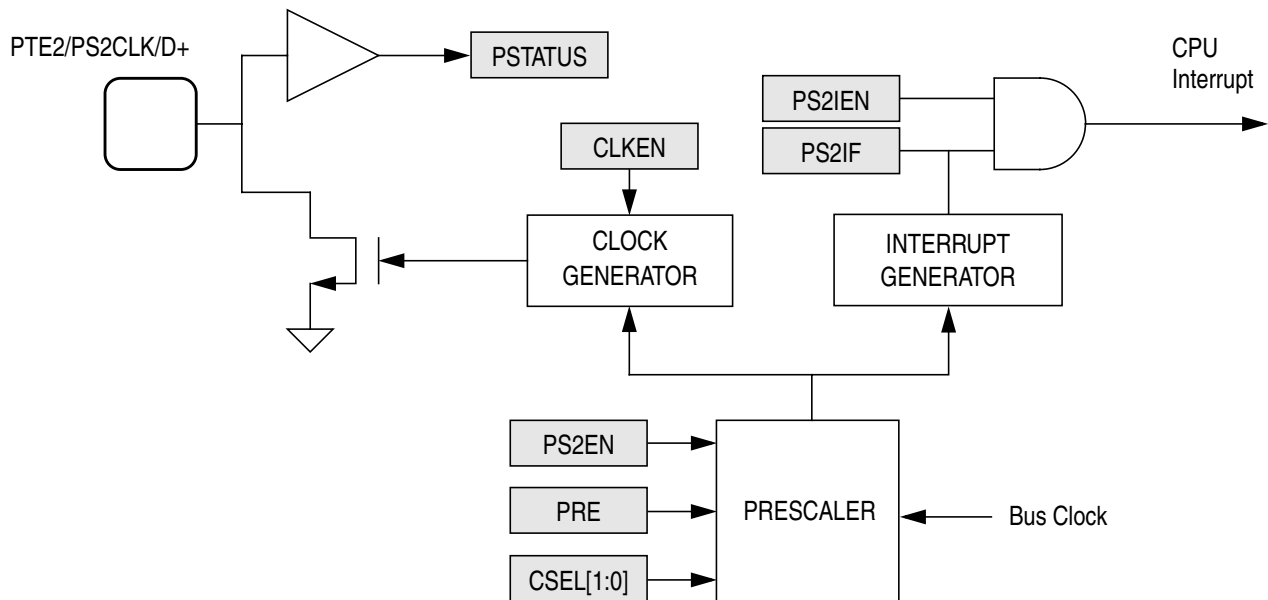 PTE2/PS2CLK/D+
PSTATUS
CPU
Interrupt
PS2IEN
PS2IF
CLKEN
CLOCK
GENERATOR
INTERRUPT
GENERATOR
PS2EN
PRE
CSEL[1:0]
PRESCALER
Bus Clock